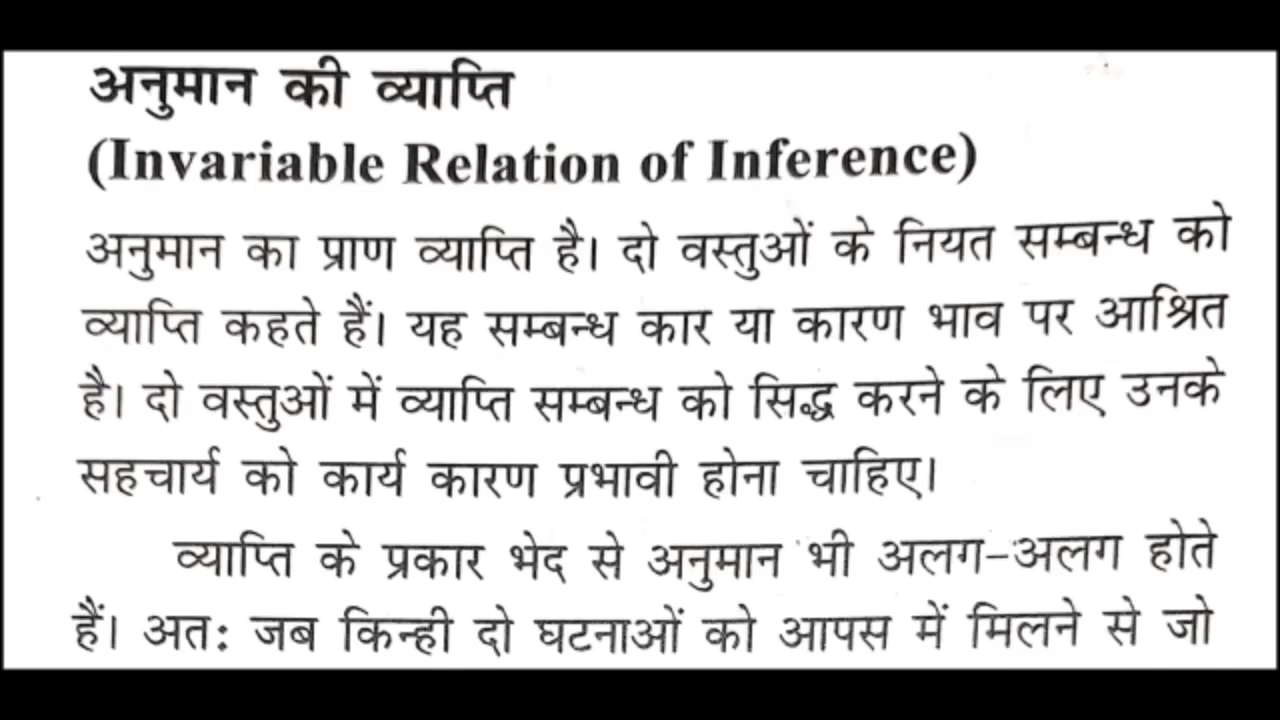 अनुमान की व्याप्ति
(Invariable Relation of Inference)
अनुमान का प्राण व्याप्ति है। दो वस्तुओं के नियत सम्बन्ध को
व्याप्ति कहते हैं। यह सम्बन्ध कार या कारण भाव पर आश्रित
है। दो वस्तुओं में व्याप्ति सम्बन्ध को सिद्ध करने के लिए उनके
सहचार्य को कार्य कारण प्रभावी होना चाहिए।
व्याप्ति के प्रकार भेद से अनुमान भी अलग-अलग होते
हैं। अत: जब किन्ही दो घटनाओं को आपस में मिलने से जो